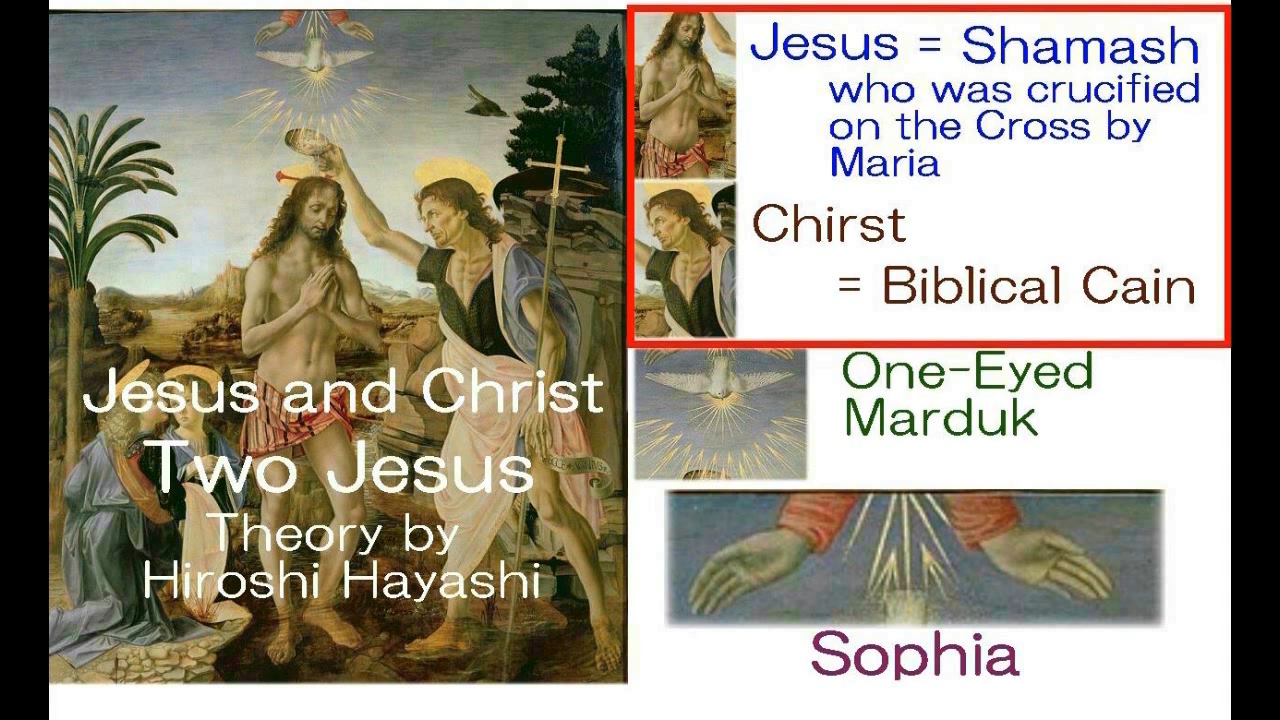 Jesus and Christ
Two Jesus
Theory by
Hiroshi Hayashi
Jesus = Shamash
who was crucified
on the Cross by
Maria
Chirst
= Biblical Cain
One-Eyed
Marduk
Sophia